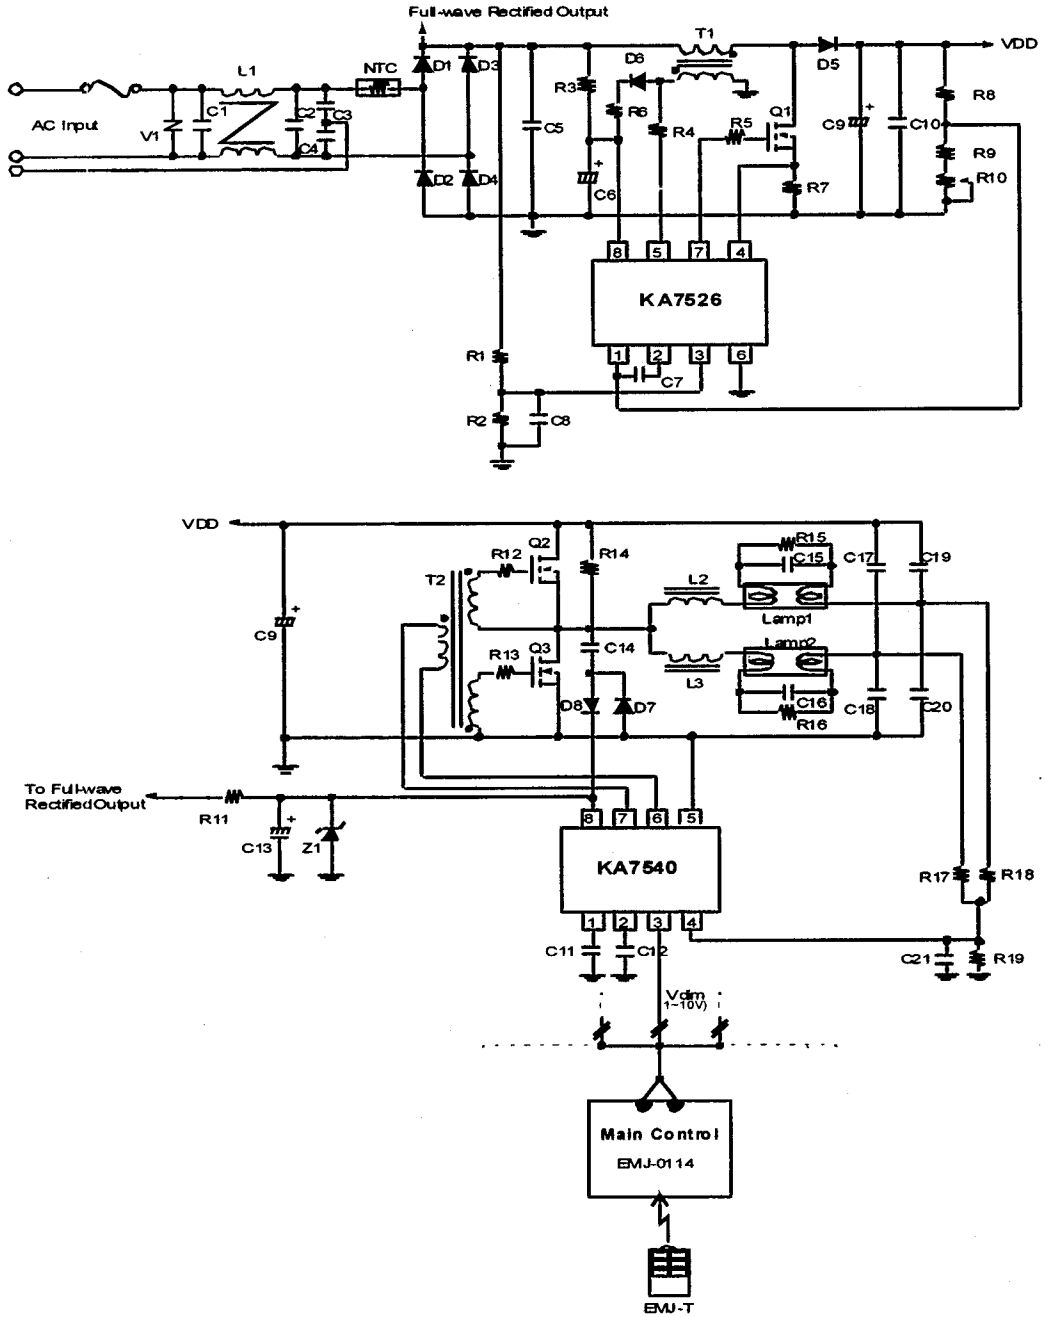 Full-wave Rectified Output
T1
VDD
D5
L1
NTC
D1
D3
D6
R3
R6
R4
R5
Q1
R8
C1
C2
C3
C4
AC Input
V1
C5
C9
+
C10
R9
R10
D2
D4
+
C6
R7
8
5
7
4
KA7526
1
2
3
6
R1
C7
R2
C8
VDD
Q2
R12
R14
R15
C15
C17
C19
T2
L2
C9
+
Lamp1
C14
Lamp2
R13
Q3
L3
D8
D7
C16
R16
C18
C20
To Full-wave
Rectified Output
R11
C13
+
Z1
8
7
6
5
KA7540
1
2
3
4
R17
R18
C11
C12
C21
R19
Vdim
1~10V)
Main Control
EMJ-0114
EMJ-T